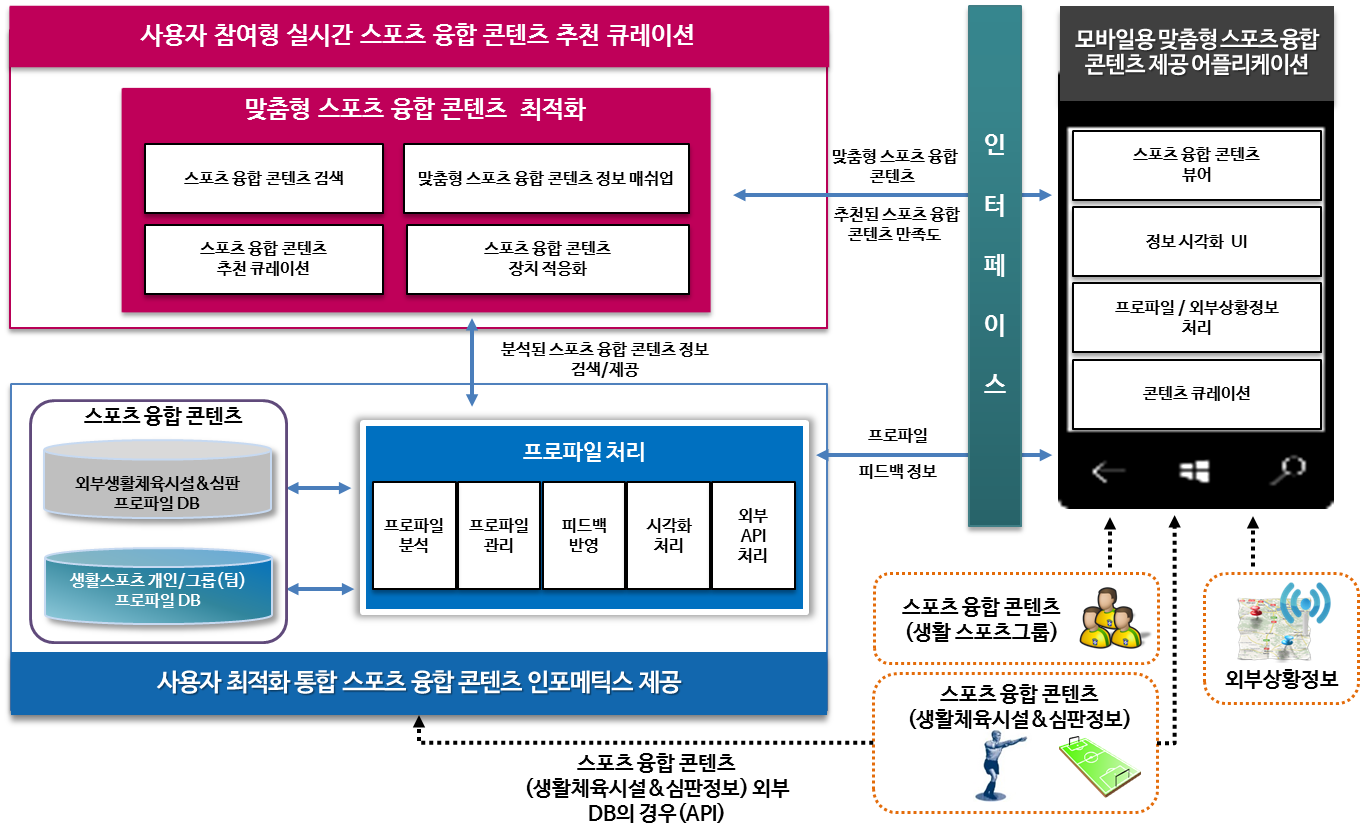 사용자 참여형 실시간 스포츠 융합 콘텐츠 추천 큐레이션
맞춤형 스포츠 융합 콘텐츠 최적화
스포츠 융합 콘텐츠 검색
맞춤형 스포츠 융합 콘텐츠 정보 매쉬업
스포츠 융합 콘텐츠
추천 큐레이션
스포츠 융합 콘텐츠
장치 적응화
맞춤형 스포츠 융합
콘텐츠
추천된 스포츠 융합
콘텐츠 만족도
인
터
페
이
스
모바일용 맞춤형 스포츠 융합
콘텐츠 제공 어플리케이션
스포츠 융합 콘텐츠
뷰어
정보 시각화 UI
프로파일 / 외부상황정보
처리
콘텐츠 큐레이션
분석된 스포츠 융합 콘텐츠 정보
검색/제공
스포츠 융합 콘텐츠
외부생활체육시설&심판
프로파일 DB
생활스포츠 개인/그룹(팀)
프로파일 DB
프로파일 처리
프로파일
분석
프로파일
관리
피드백
반영
시각화
처리
외부
API
처리
프로파일
피드백 정보
사용자 최적화 통합 스포츠 융합 콘텐츠 인포메틱스 제공
스포츠 융합 콘텐츠
(생활 스포츠그룹)
외부상황정보
스포츠 융합 콘텐츠
(생활체육시설&심판정보)
스포츠 융합 콘텐츠
(생활체육시설&심판정보) 외부
DB의 경우(API)